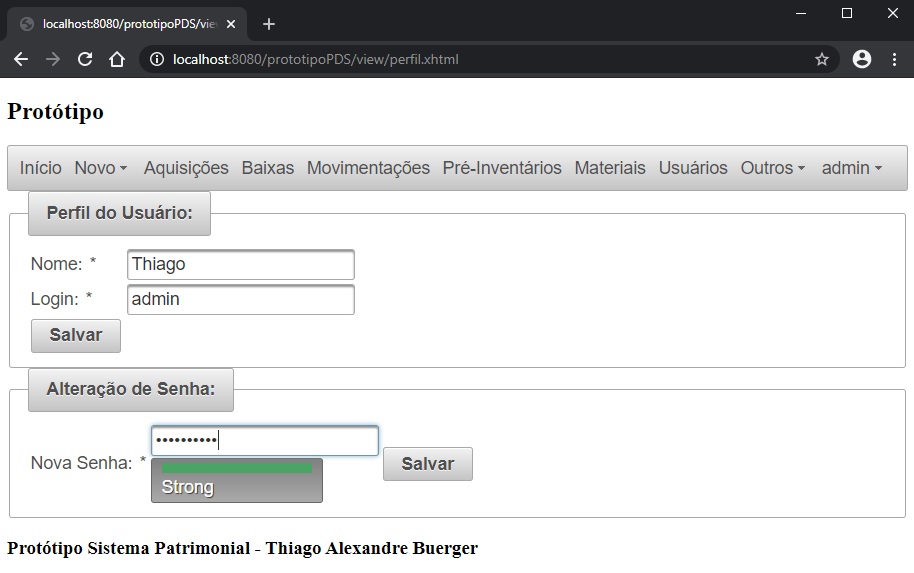 localhost:8080/prototipoPDS/vie
localhost:8080/prototipoPDS/view/perfil.xhtml
Protótipo
Início Novo Aquisições Baixas Movimentações Pré-Inventários Materiais Usuários Outros admin
Perfil do Usuário:
Nome: * Thiago
Login: * admin
Salvar
Alteração de Senha:
Nova Senha: * •••••••••• Salvar
Strong
Protótipo Sistema Patrimonial - Thiago Alexandre Buerger